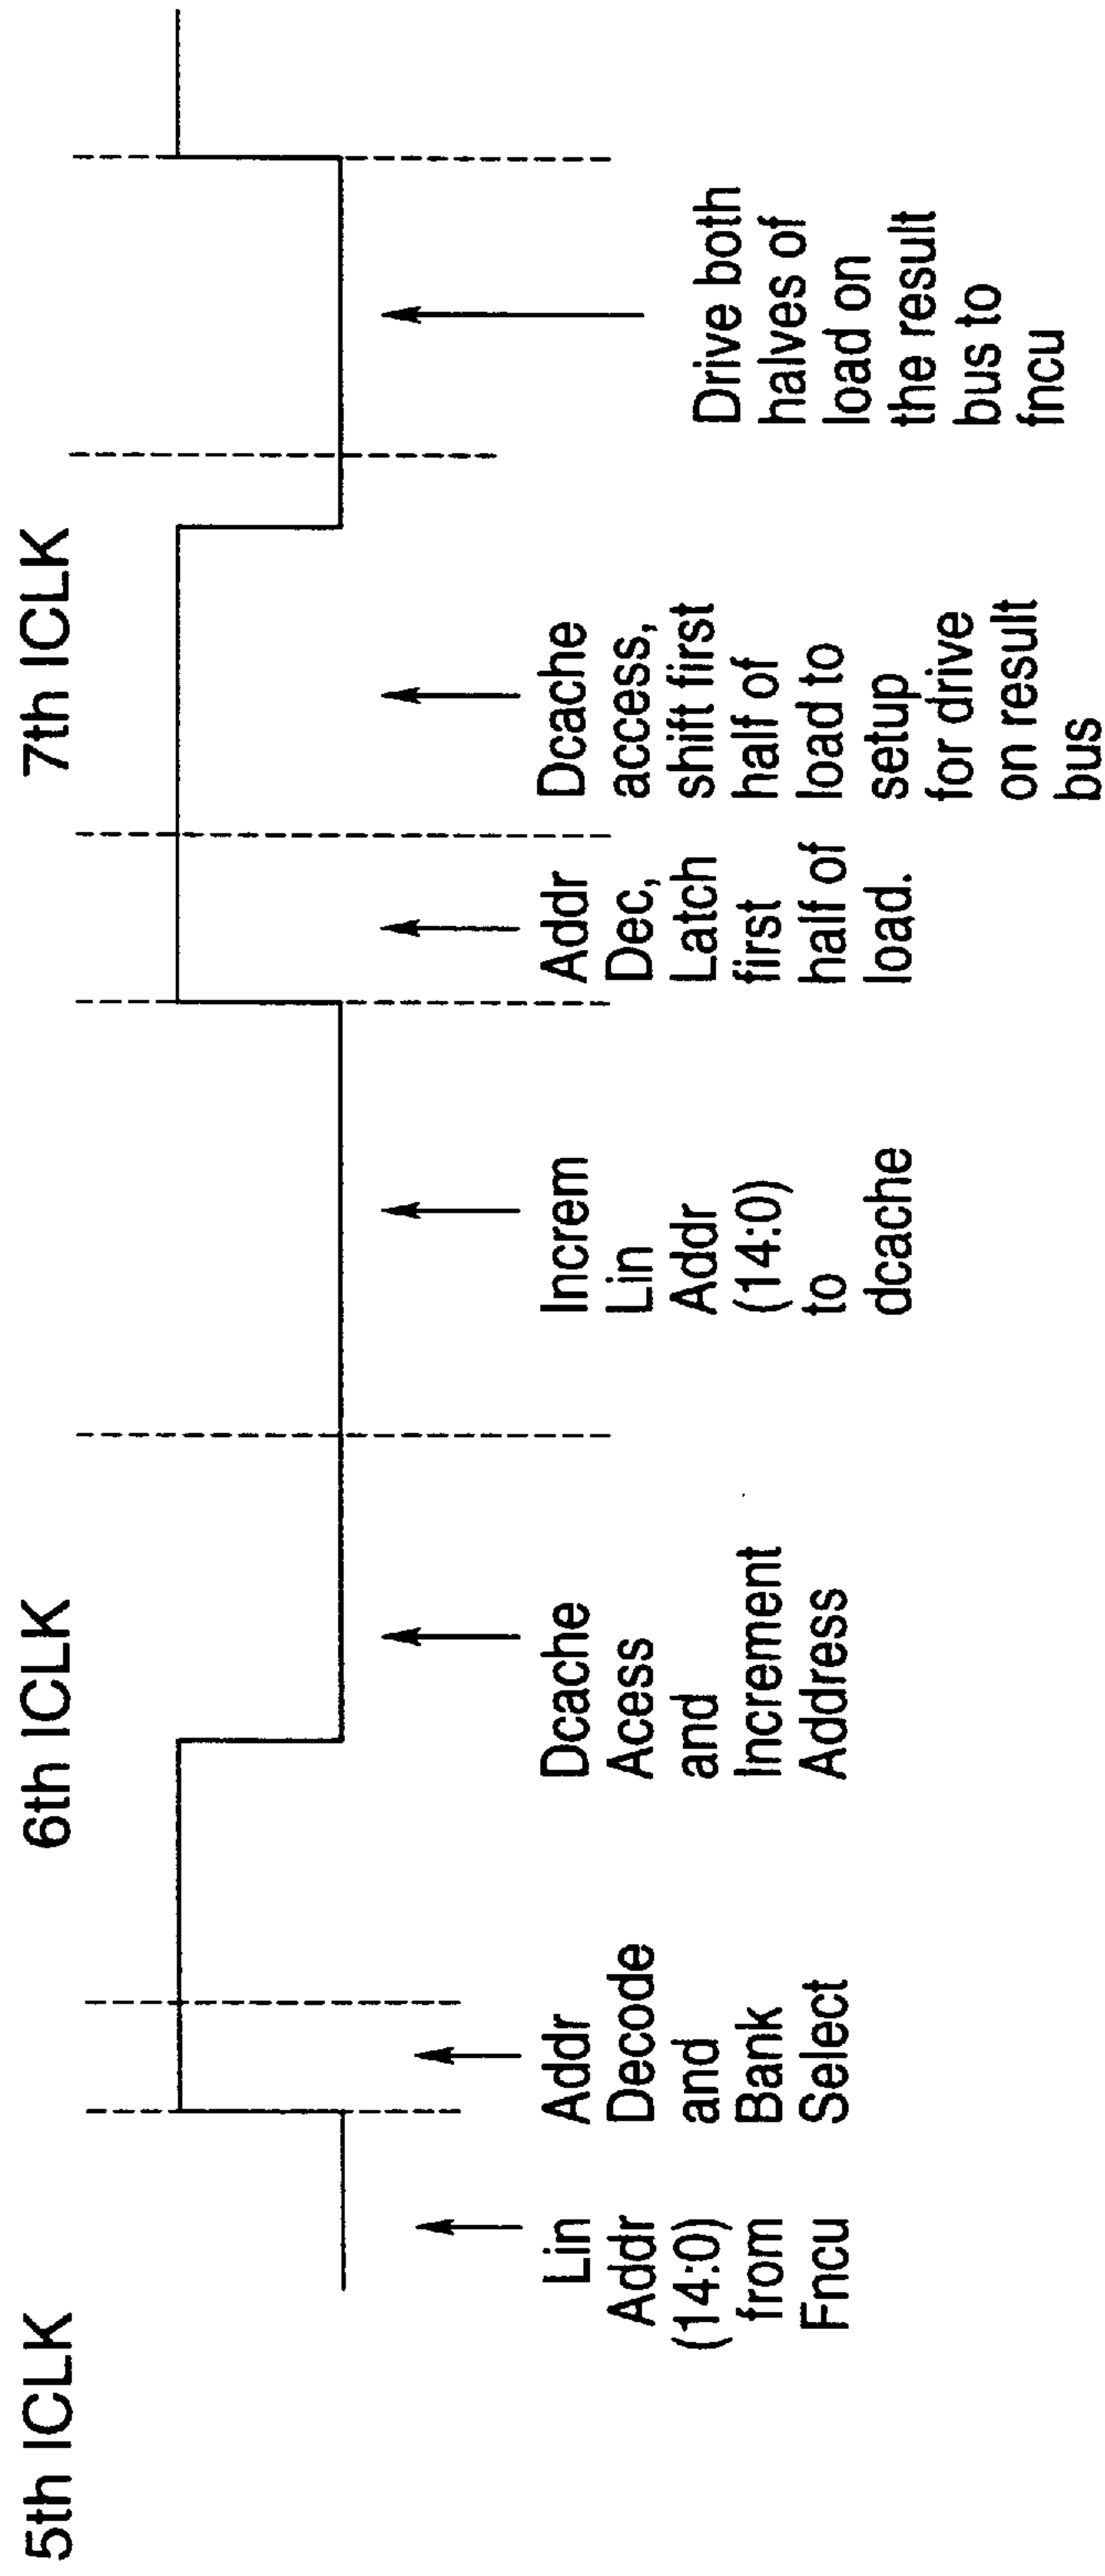 5th ICLK
6th ICLK
7th ICLK
Lin
Addr
(14:0)
from
Fncu
Addr
Decode
and
Bank
Select
Dcache
Acess
and
Increment
Address
Increm
Lin
Addr
(14:0)
to
dcache
Addr
Dec,
Latch
first
half of
load.
Dcache
access,
shift first
half of
load to
setup
for drive
on result
bus
Drive both
halves of
load on
the result
bus to
fncu